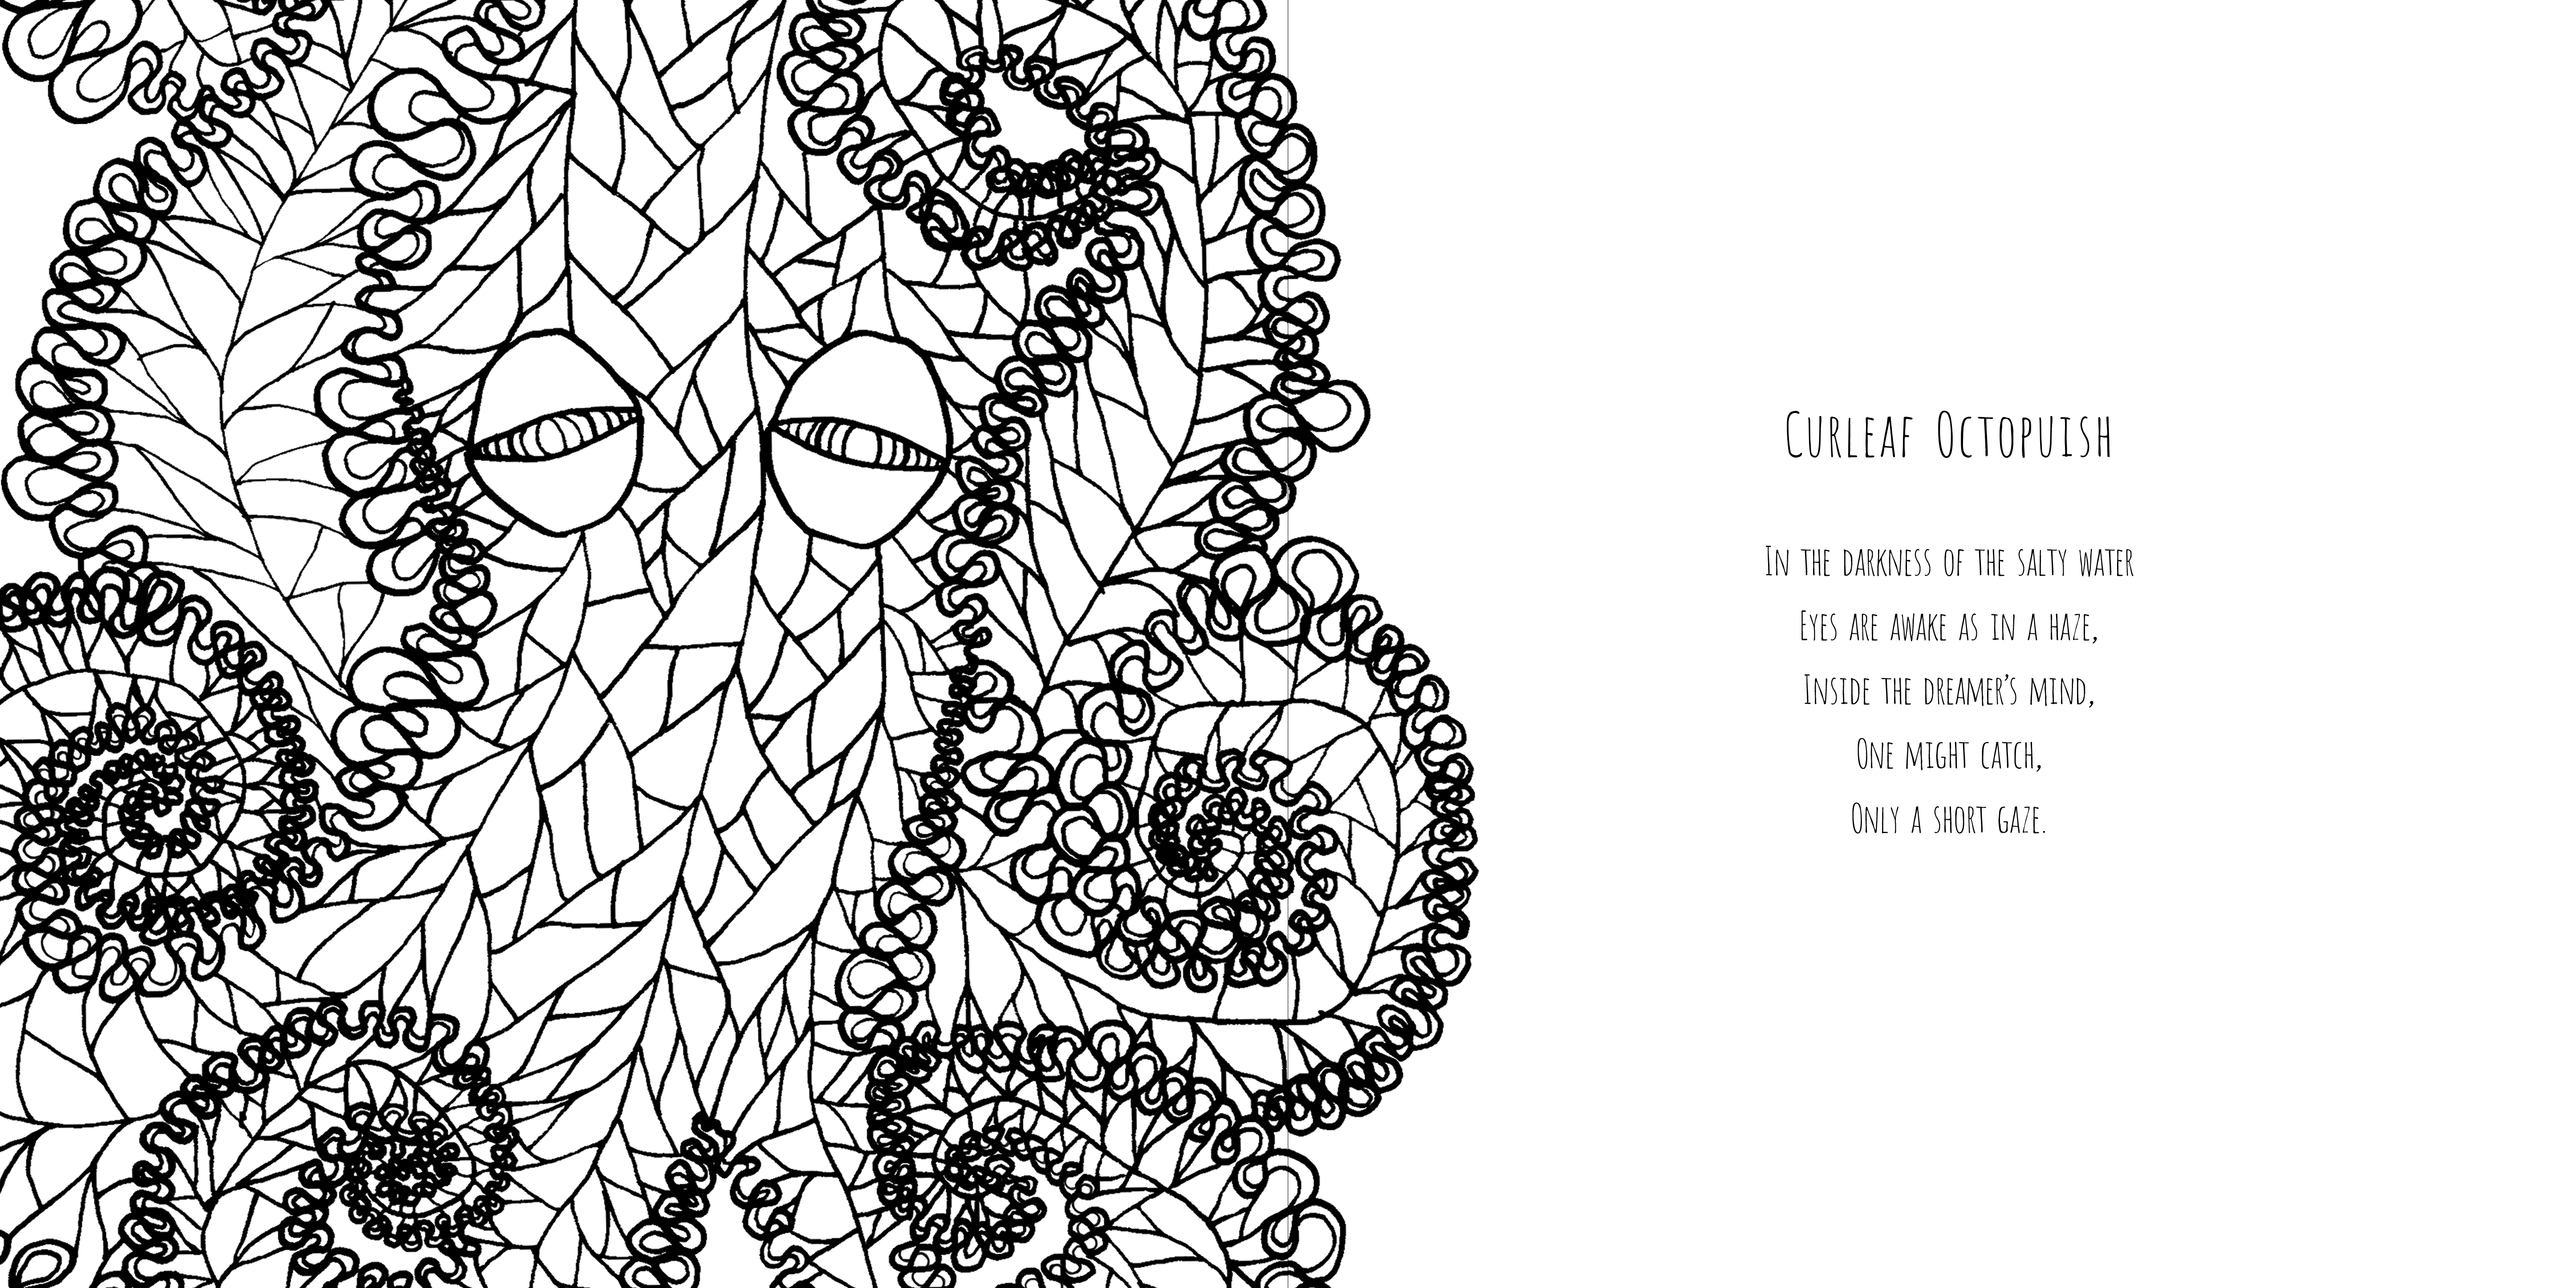 Curleaf Octopuish
In the darkness of the salty water
Eyes are awake as in a haze,
Inside the dreamer's mind,
One might catch,
Only a short gaze.